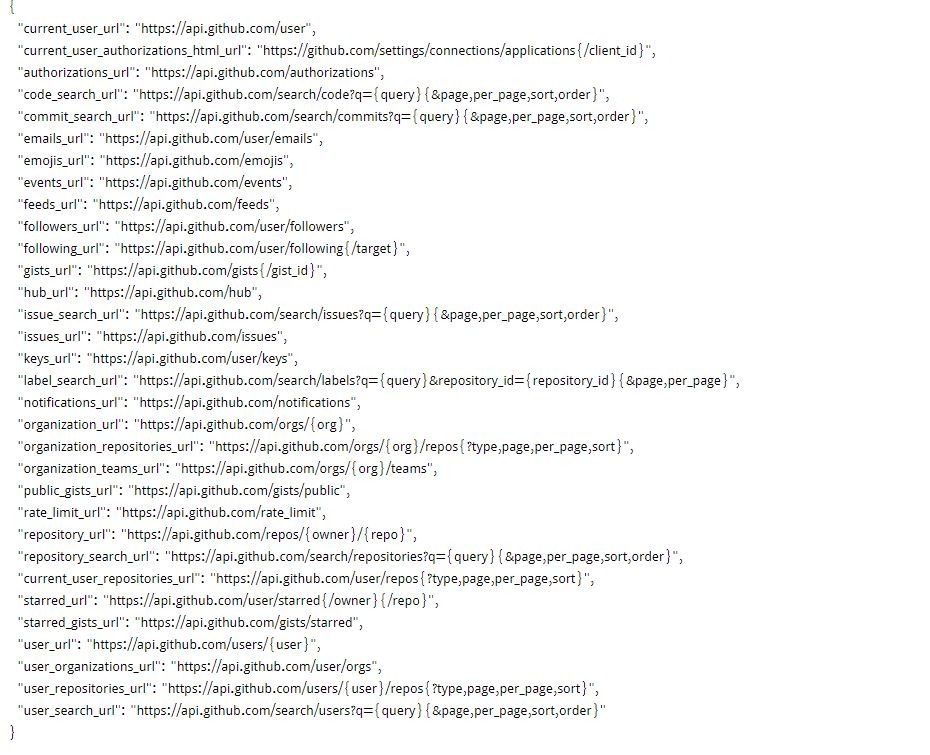 {
"current_user_url": "https://api.github.com/user",
"current_user_authorizations_html_url": "https://github.com/settings/connections/applications{/client_id}",
"authorizations_url": "https://api.github.com/authorizations",
"code_search_url": "https://api.github.com/search/code?q={query}{&page,per_page,sort,order}",
"commit_search_url": "https://api.github.com/search/commits?q={query}{&page,per_page,sort,order}",
"emails_url": "https://api.github.com/user/emails",
"emojis_url": "https://api.github.com/emojis",
"events_url": "https://api.github.com/events",
"feeds_url": "https://api.github.com/feeds",
"followers_url": "https://api.github.com/user/followers",
"following_url": "https://api.github.com/user/following{/target}",
"gists_url": "https://api.github.com/gists{/gist_id}",
"hub_url": "https://api.github.com/hub",
"issue_search_url": "https://api.github.com/search/issues?q={query}{&page,per_page,sort,order}",
"issues_url": "https://api.github.com/issues",
"keys_url": "https://api.github.com/user/keys",
"label_search_url": "https://api.github.com/search/labels?q={query}&repository_id={repository_id}{&page,per_page}",
"notifications_url": "https://api.github.com/notifications",
"organization_url": "https://api.github.com/orgs/{org}",
"organization_repositories_url": "https://api.github.com/orgs/{org}/repos{?type,page,per_page,sort}",
"organization_teams_url": "https://api.github.com/orgs/{org}/teams",
"public_gists_url": "https://api.github.com/gists/public",
"rate_limit_url": "https://api.github.com/rate_limit",
"repository_url": "https://api.github.com/repos/{owner}/{repo}",
"repository_search_url": "https://api.github.com/search/repositories?q={query}{&page,per_page,sort,order}",
"current_user_repositories_url": "https://api.github.com/user/repos{?type,page,per_page,sort}",
"starred_url": "https://api.github.com/user/starred{/owner}{/repo}",
"starred_gists_url": "https://api.github.com/gists/starred",
"user_url": "https://api.github.com/users/{user}",
"user_organizations_url": "https://api.github.com/user/orgs",
"user_repositories_url": "https://api.github.com/users/{user}/repos{?type,page,per_page,sort}",
"user_search_url": "https://api.github.com/search/users?q={query}{&page,per_page,sort,order}"
}